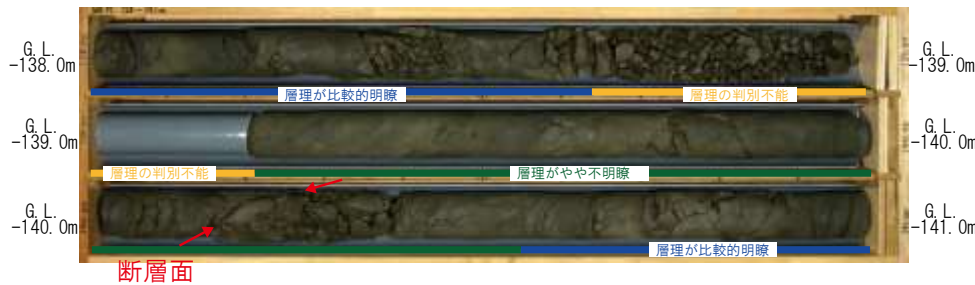 G.L.
-138.0m
G.L.
-139.0m
層理が比較的明瞭
層理の判別不能
G.L.
-139.0m
G.L.
-140.0m
層理の判別不能
層理がやや不明瞭
G.L.
-140.0m
G.L.
-141.0m
層理が比較的明瞭
断層面